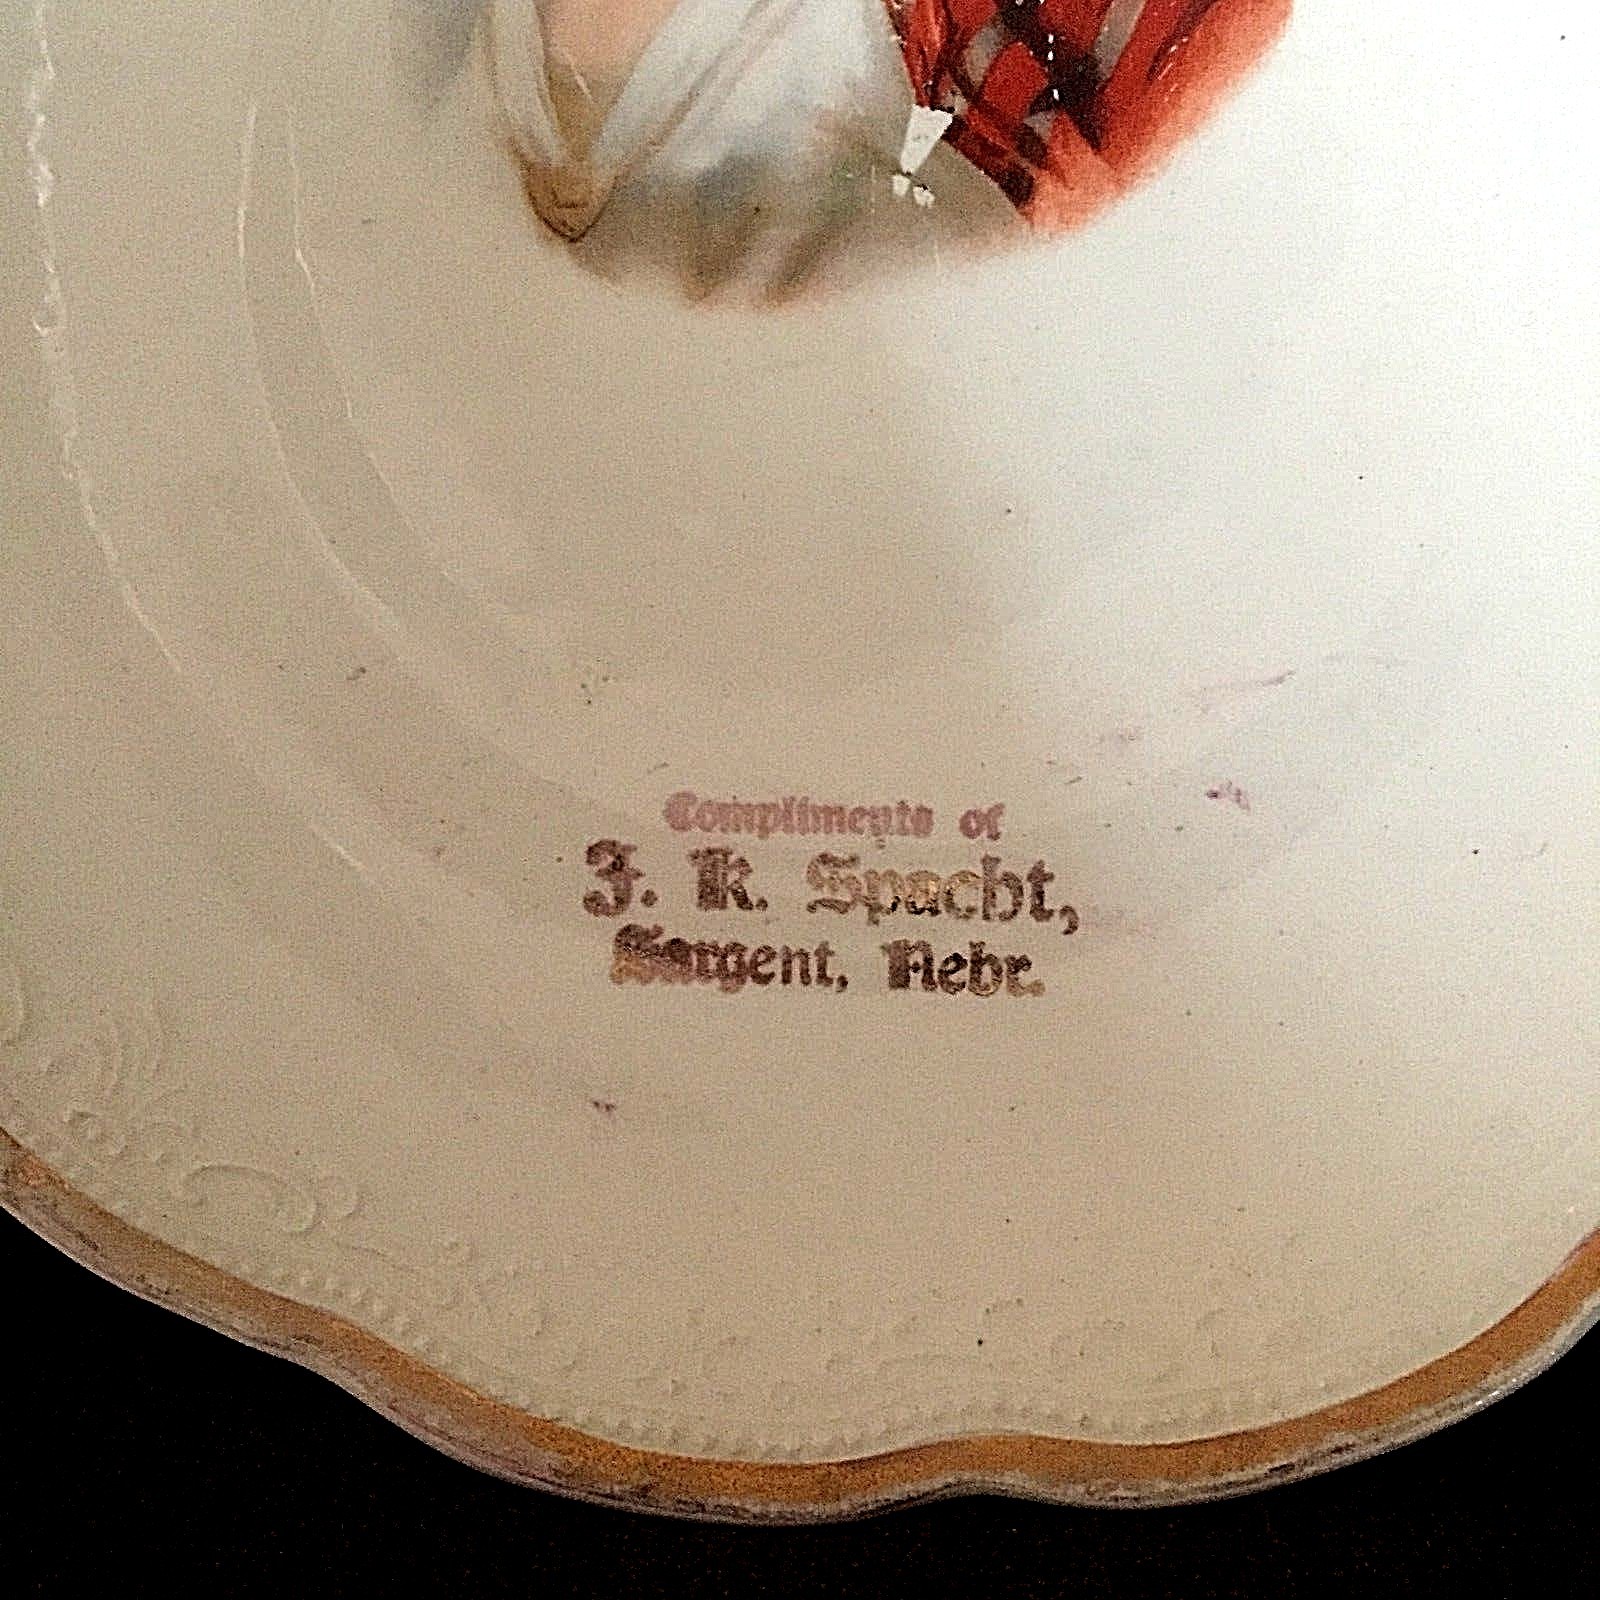 Compliments of
J. K. Spacht,
Sargent, Nebr.